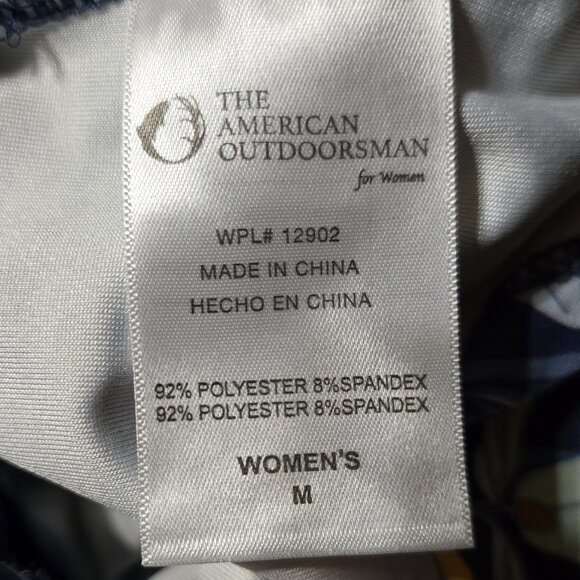 THE
AMERICAN
OUTDOORSMAN
for Women
WPL# 12902
MADE IN CHINA
HECHO EN CHINA
92% POLYESTER 8%SPANDEX
92% POLYESTER 8%SPANDEX
WOMEN'S
M